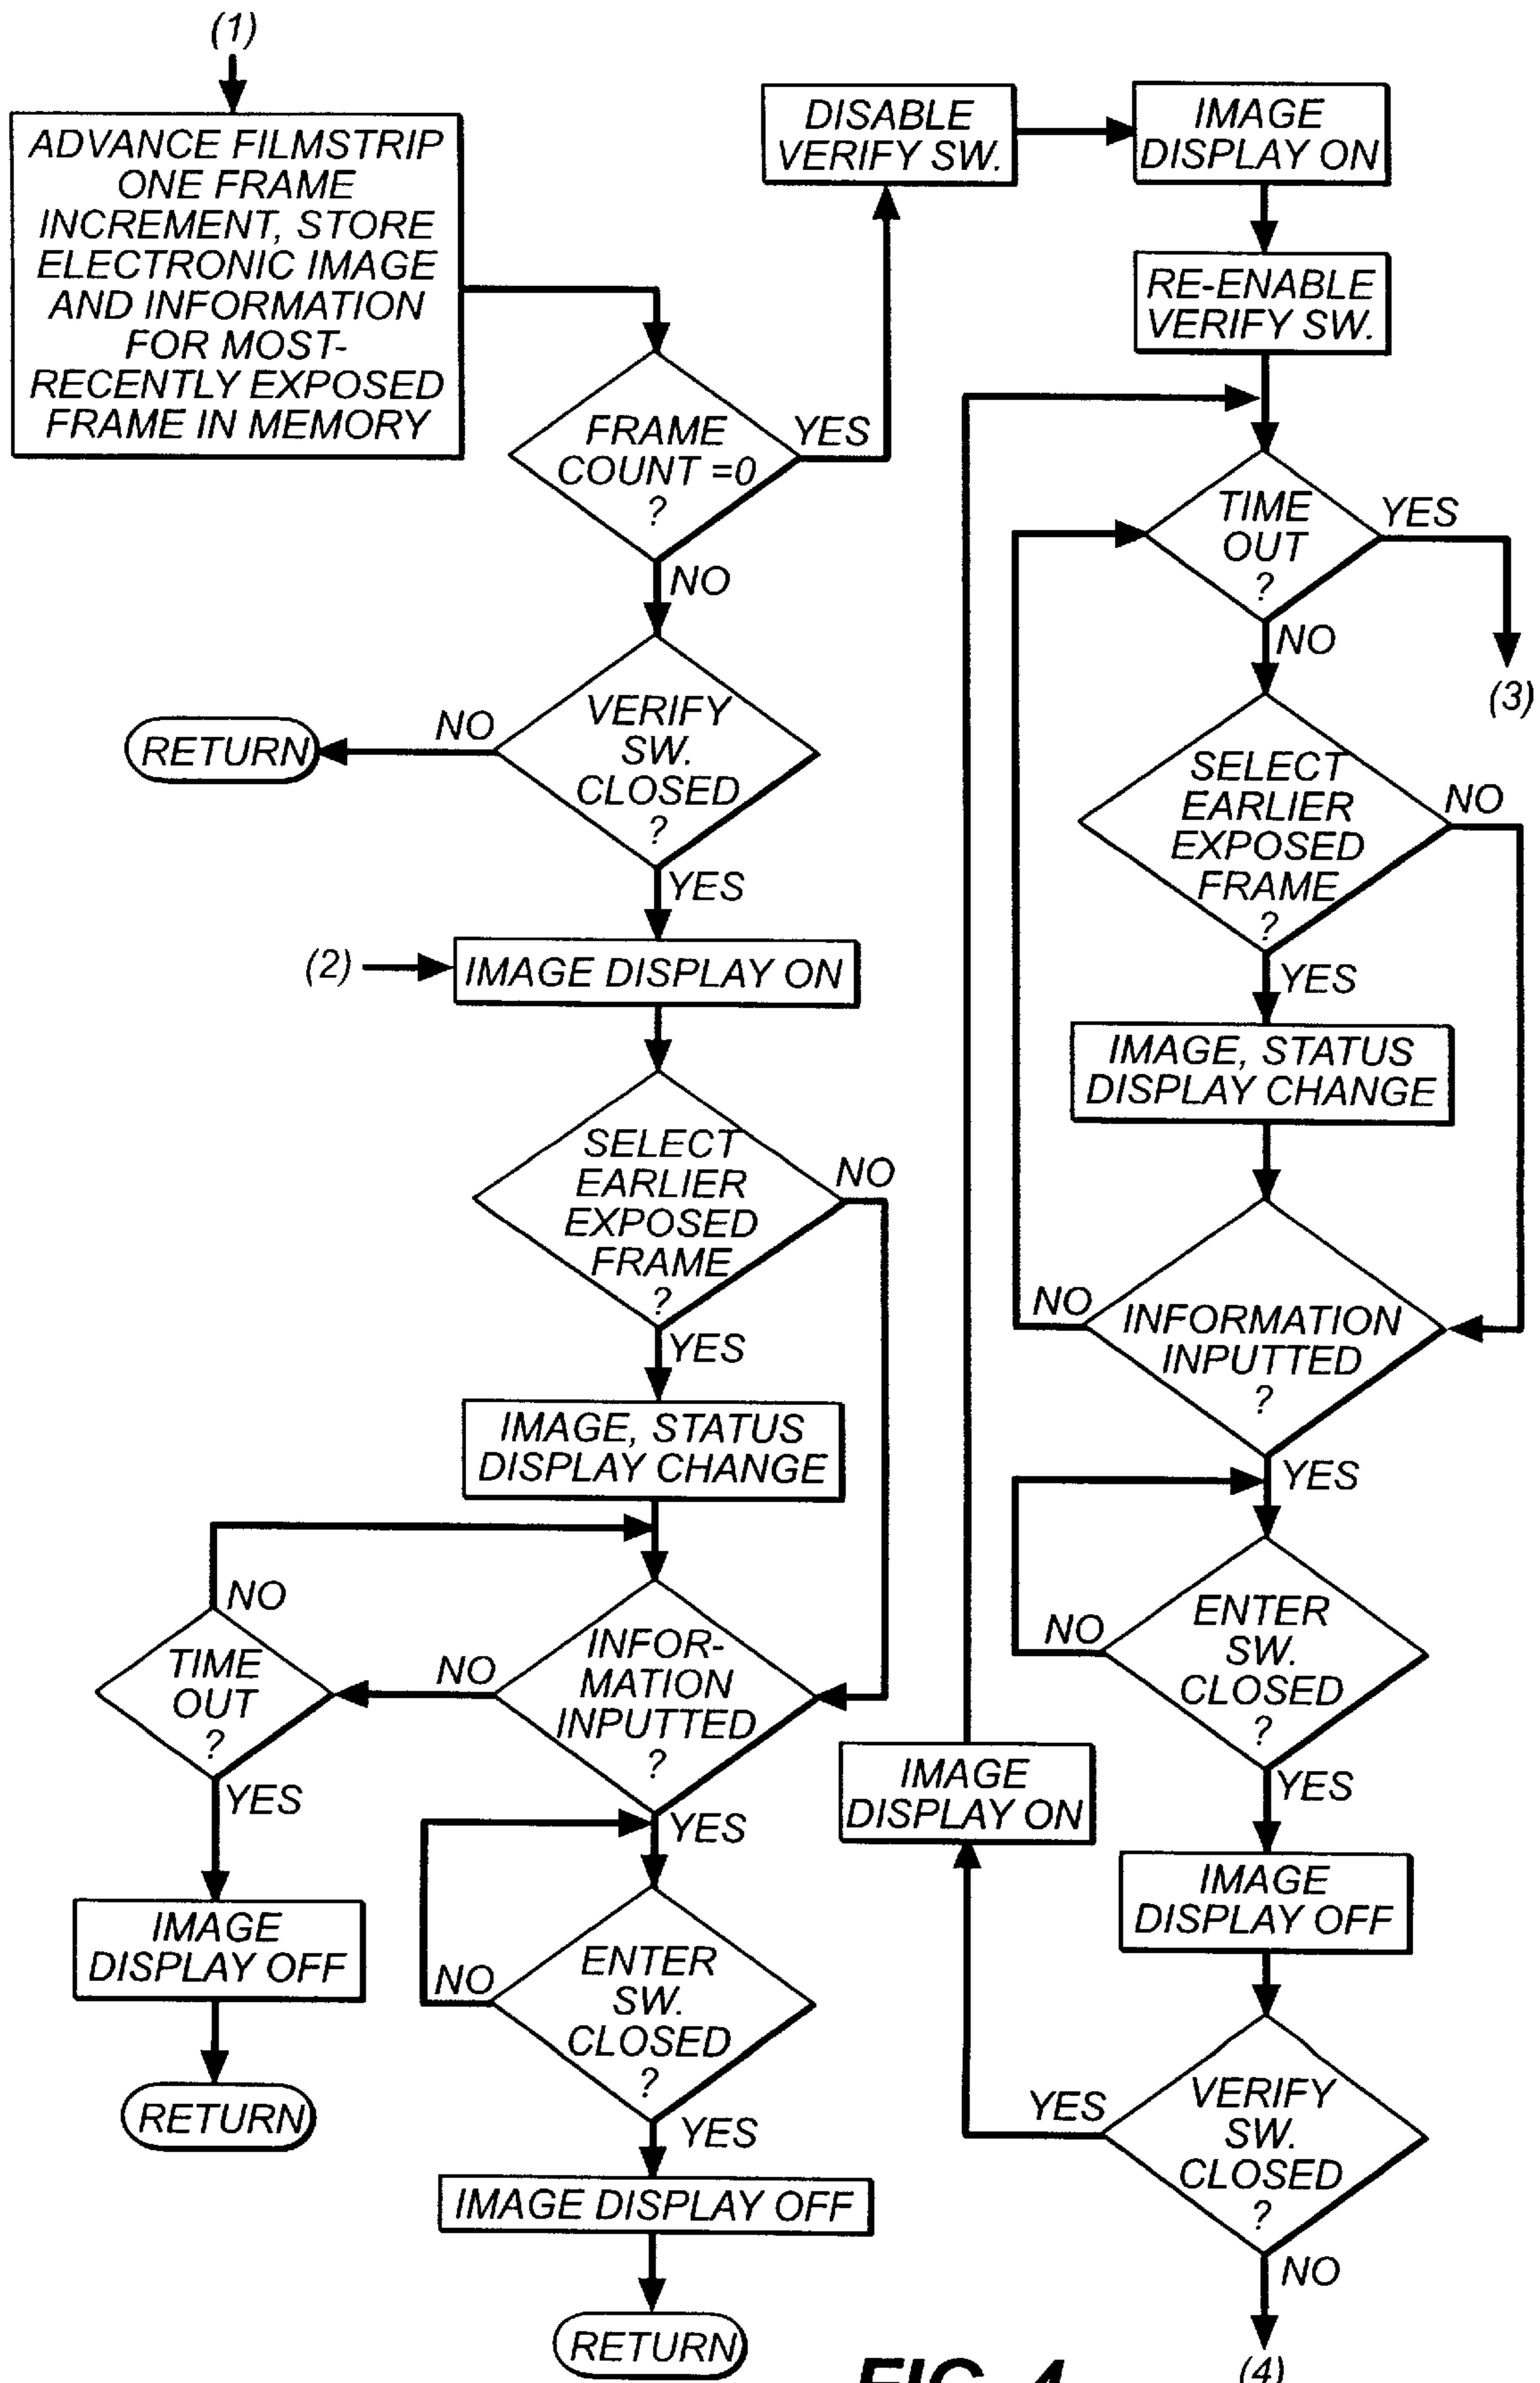 (1)
ADVANCE FILMSTRIP
ONE FRAME
INCREMENT, STORE
ELECTRONIC IMAGE
AND INFORMATION
FOR MOST-
RECENTLY EXPOSED
FRAME IN MEMORY
FRAME
COUNT =0
?
YES
NO
VERIFY
SW.
CLOSED
?
NO
RETURN
YES
(2)
IMAGE DISPLAY ON
SELECT
EARLIER
EXPOSED
FRAME
?
NO
YES
IMAGE, STATUS
DISPLAY CHANGE
INFOR-
MATION
INPUTTED
?
NO
TIME
OUT
?
NO
YES
IMAGE
DISPLAY OFF
RETURN
YES
ENTER
SW.
CLOSED
?
NO
YES
IMAGE DISPLAY OFF
RETURN
DISABLE
VERIFY SW.
IMAGE
DISPLAY ON
RE-ENABLE
VERIFY SW.
TIME
OUT
?
YES
(3)
NO
SELECT
EARLIER
EXPOSED
FRAME
?
NO
YES
IMAGE, STATUS
DISPLAY CHANGE
INFORMATION
INPUTTED
?
NO
YES
ENTER
SW.
CLOSED
?
NO
YES
IMAGE
DISPLAY OFF
VERIFY
SW.
CLOSED
?
YES
IMAGE
DISPLAY ON
NO
(4)
FIG. 4